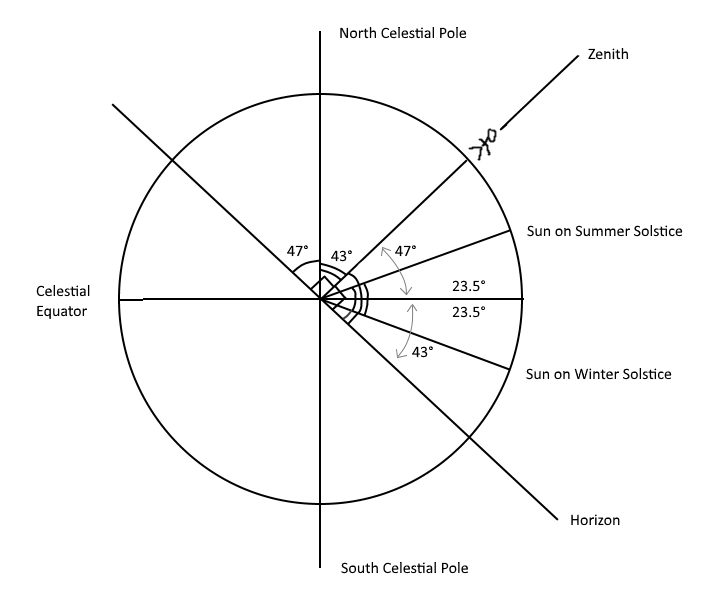 North Celestial Pole
Zenith
Sun on Summer Solstice
47°
43°
47°
23.5°
Celestial
Equator
23.5°
43°
Sun on Winter Solstice
Horizon
South Celestial Pole